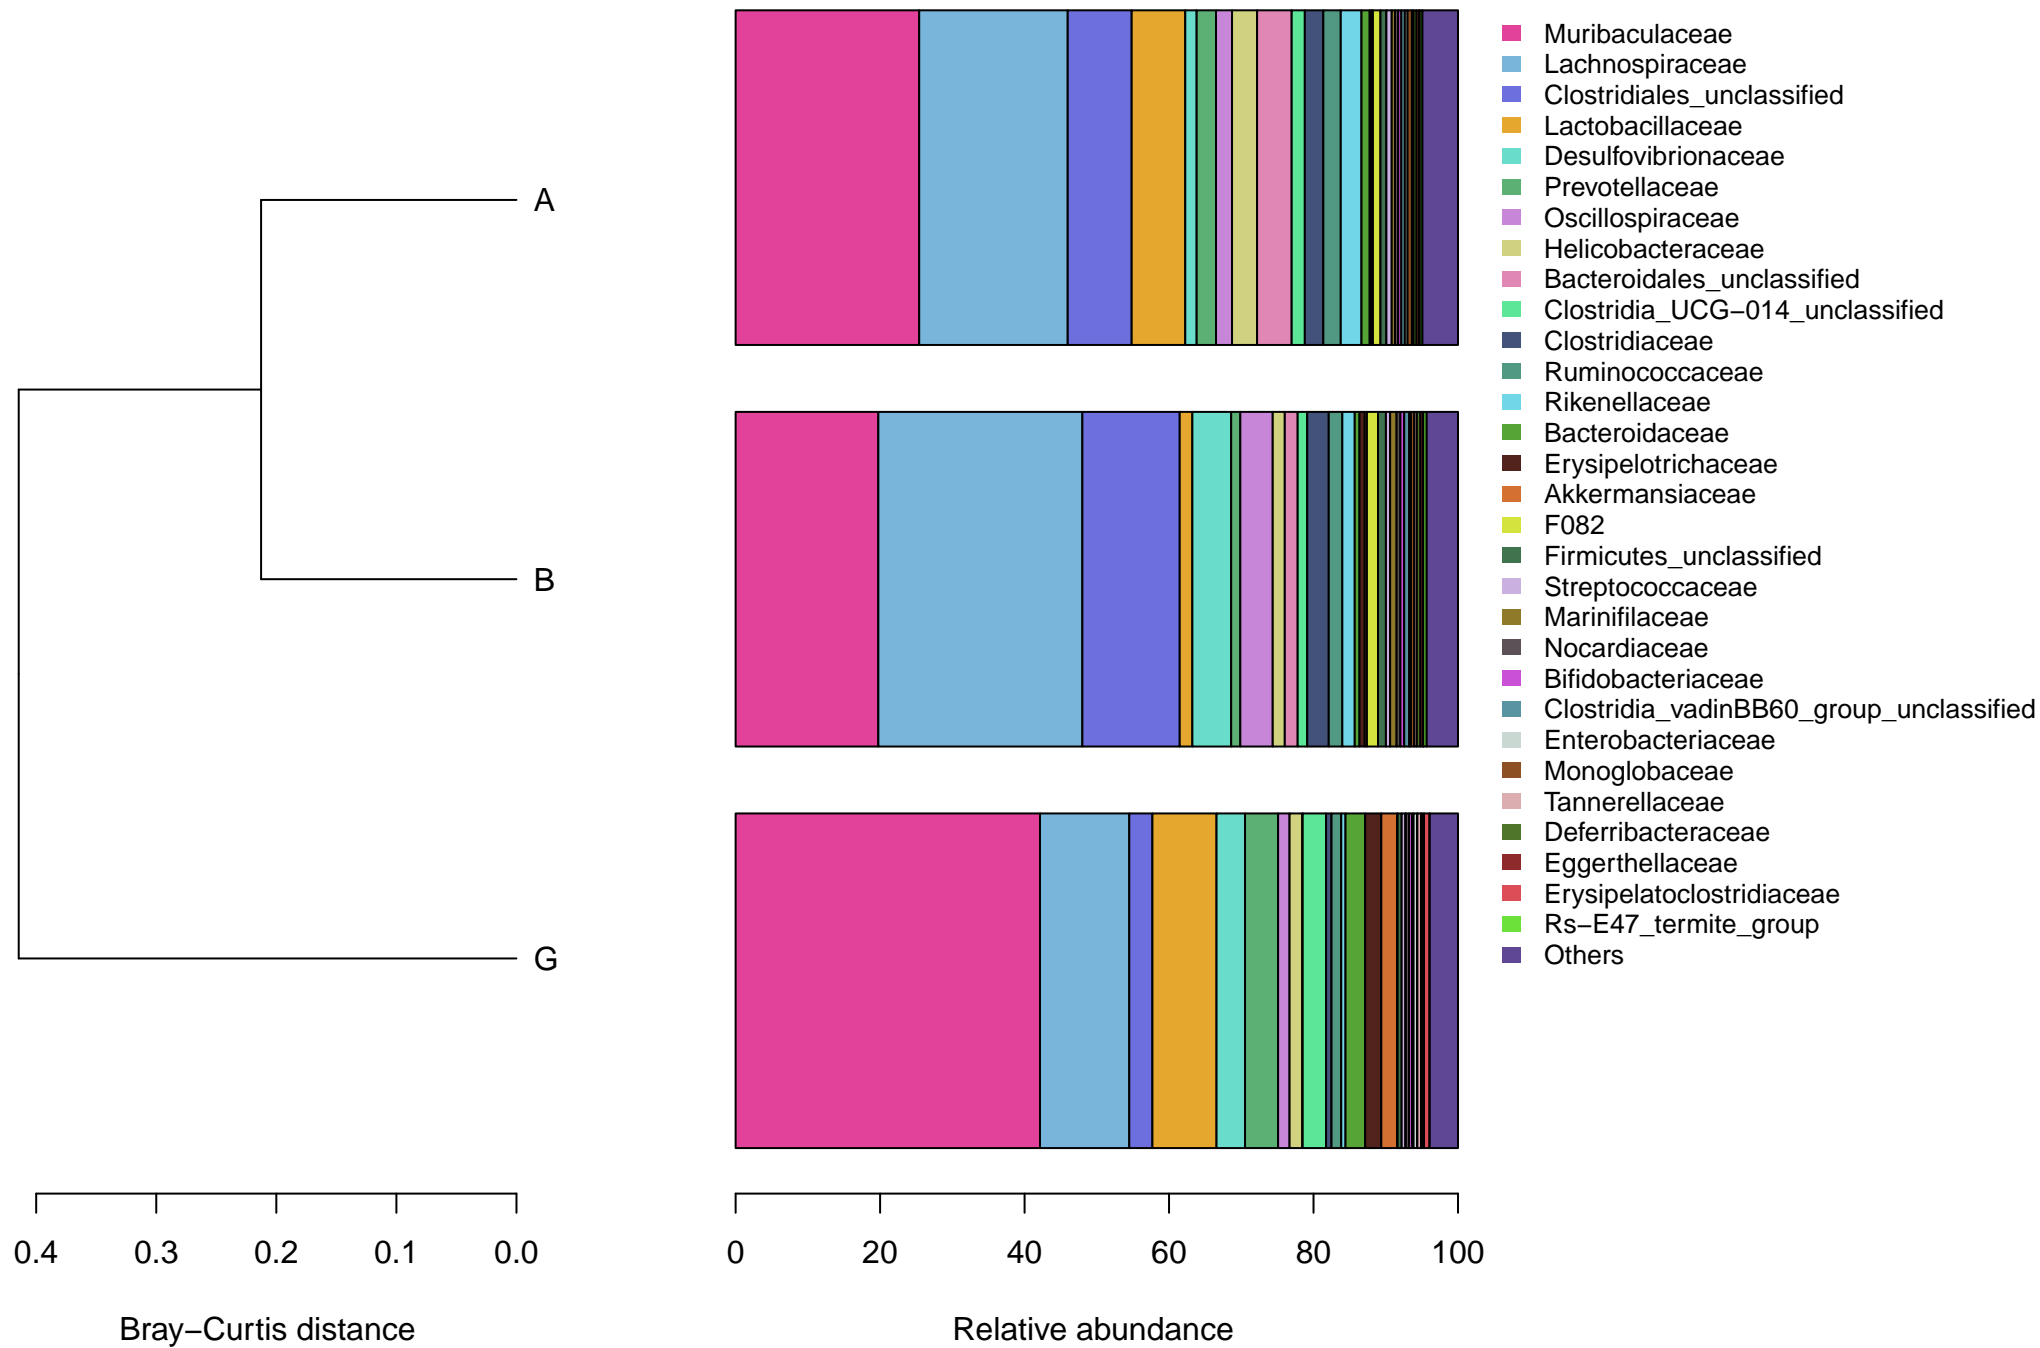 A
B
G
0.4 0.3 0.2 0.1 0.0
Bray−Curtis distance
0 20 40 60 80 100
Relative abundance
Muribaculaceae
Lachnospiraceae
Clostridiales_unclassified
Lactobacillaceae
Desulfovibrionaceae
Prevotellaceae
Oscillospiraceae
Helicobacteraceae
Bacteroidales_unclassified
Clostridia_UCG−014_unclassified
Clostridiaceae
Ruminococcaceae
Rikenellaceae
Bacteroidaceae
Erysipelotrichaceae
Akkermansiaceae
F082
Firmicutes_unclassified
Streptococcaceae
Marinifilaceae
Nocardiaceae
Bifidobacteriaceae
Clostridia_vadinBB60_group_unclassified
Enterobacteriaceae
Monoglobaceae
Tannerellaceae
Deferribacteraceae
Eggerthellaceae
Erysipelatoclostridiaceae
Rs−E47_termite_group
Others